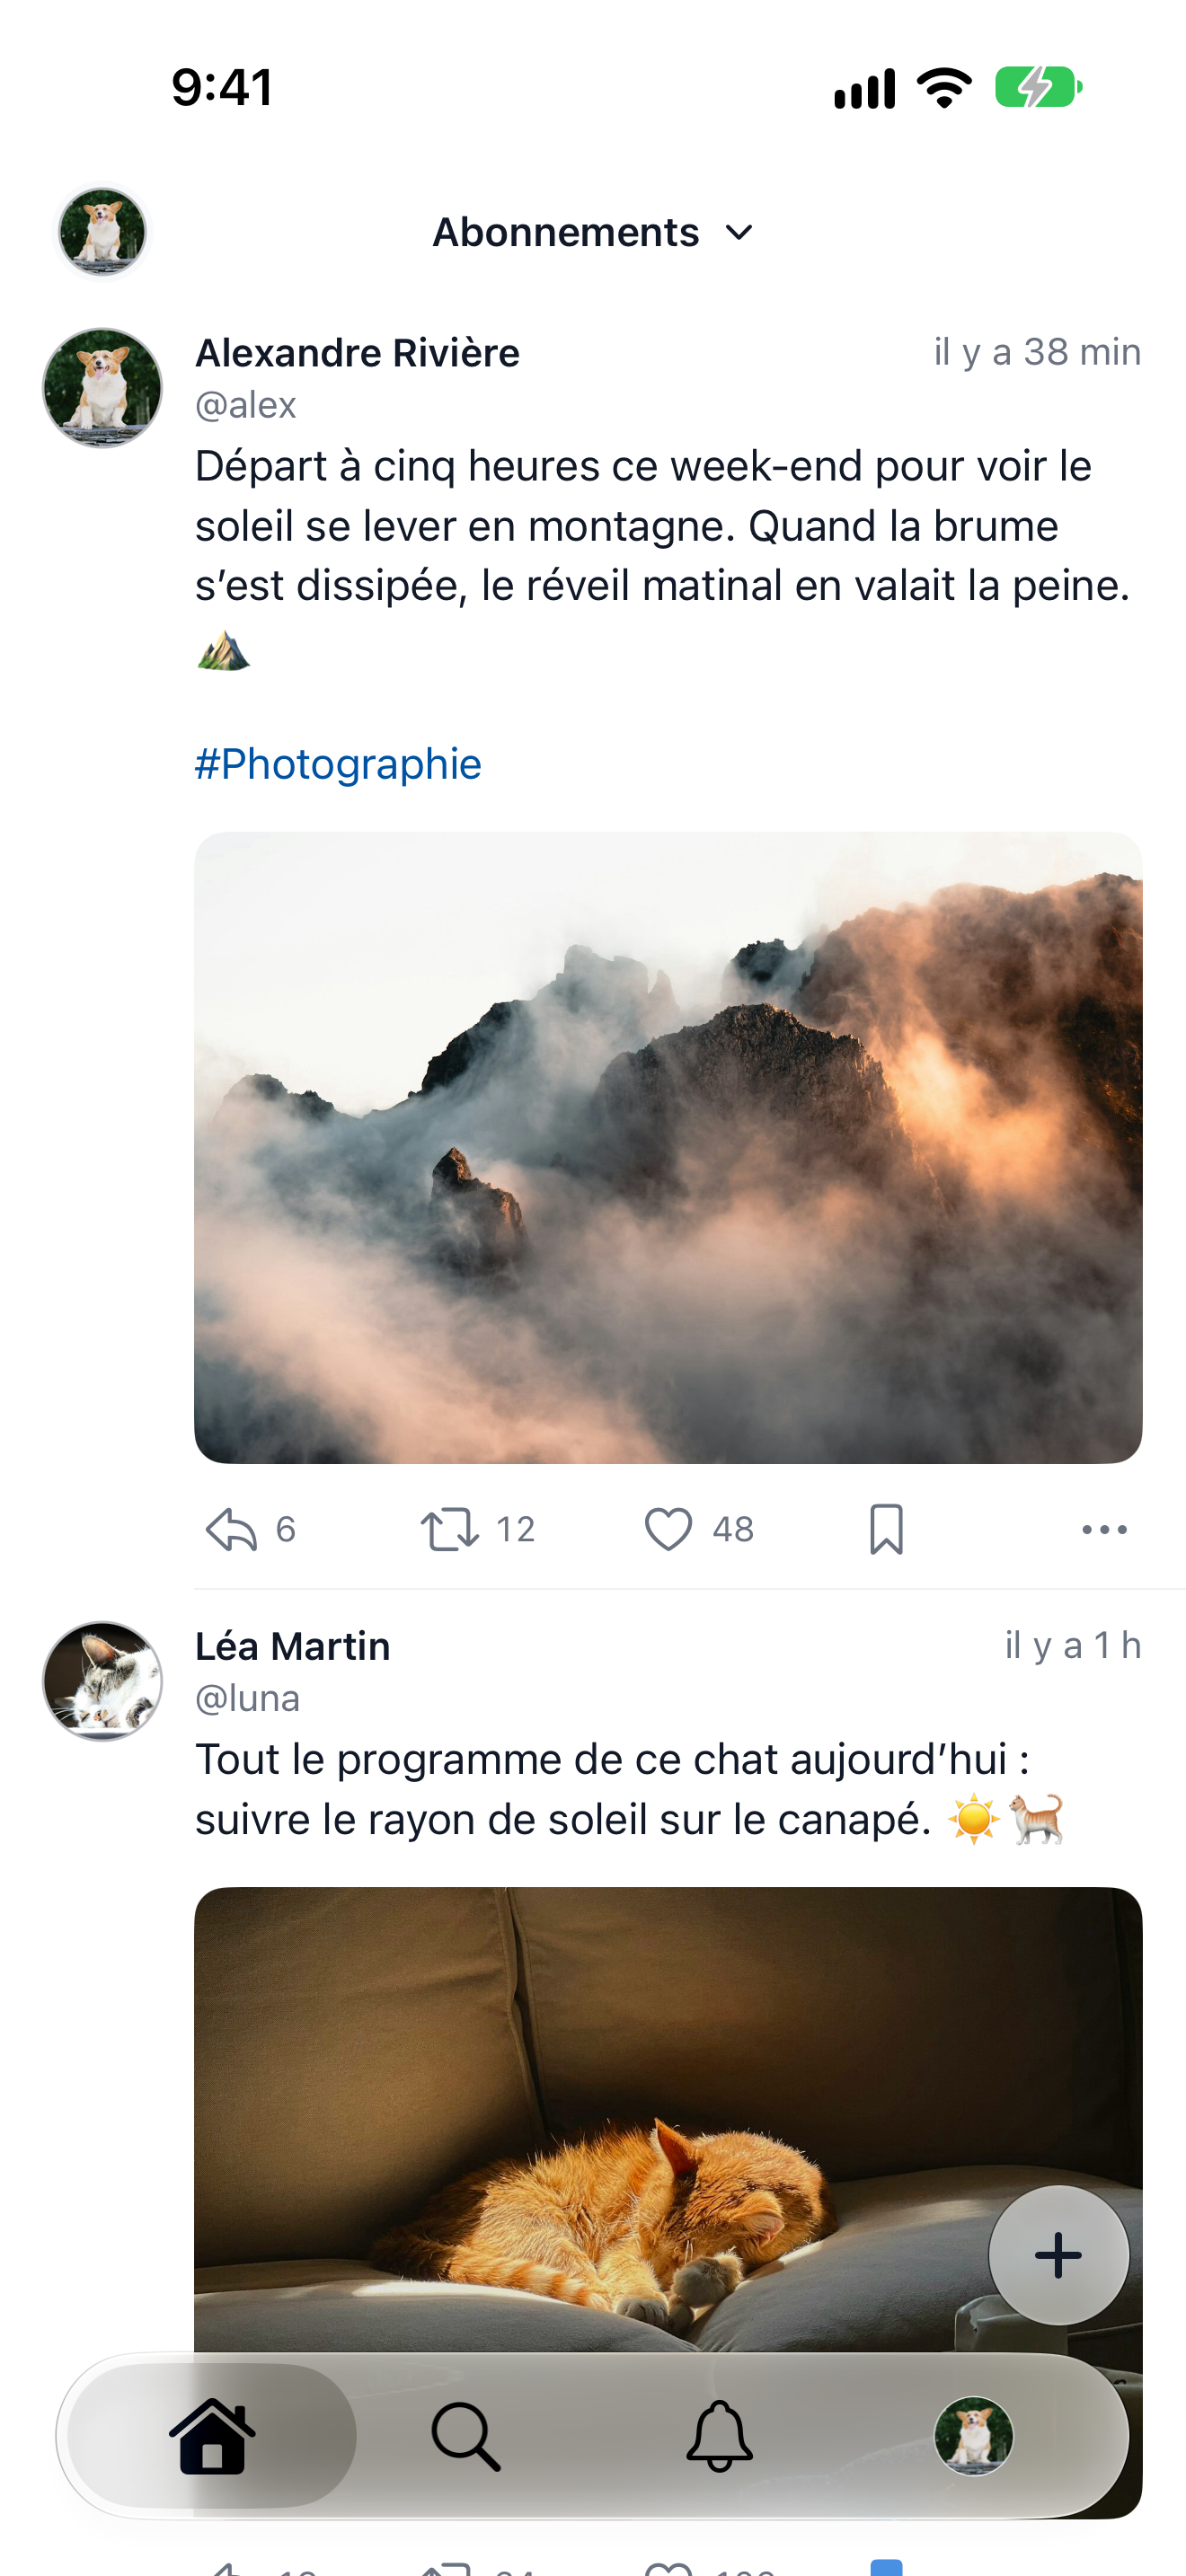 9:41
Abonnements
Alexandre Rivière
il y a 38 min
@alex
Départ à cinq heures ce week-end pour voir le
soleil se lever en montagne. Quand la brume
s’est dissipée, le réveil matinal en valait la peine.
⛰️
#Photographie
6 12 48
Léa Martin
il y a 1 h
@luna
Tout le programme de ce chat aujourd’hui :
suivre le rayon de soleil sur le canapé. ☀️🐈